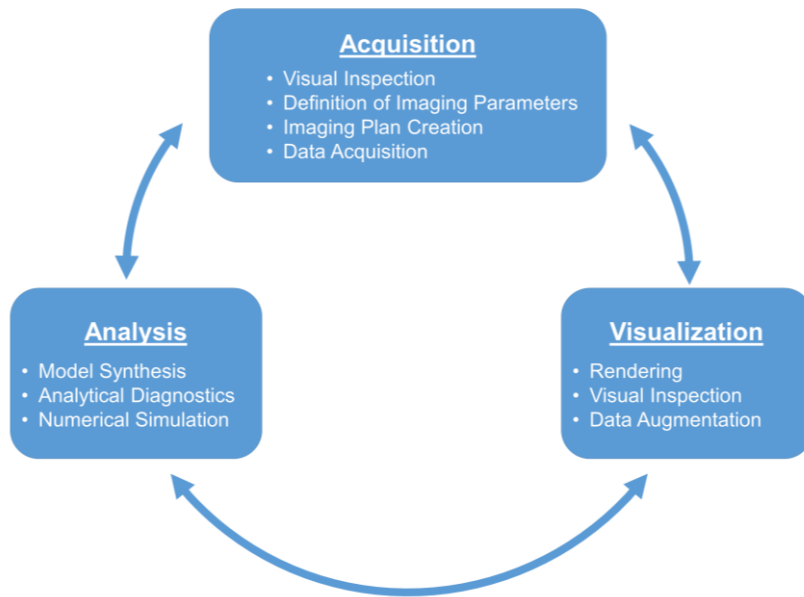 Acquisition
• Visual Inspection
• Definition of Imaging Parameters
• Imaging Plan Creation
• Data Acquisition
Analysis
• Model Synthesis
• Analytical Diagnostics
• Numerical Simulation
Visualization
• Rendering
• Visual Inspection
• Data Augmentation